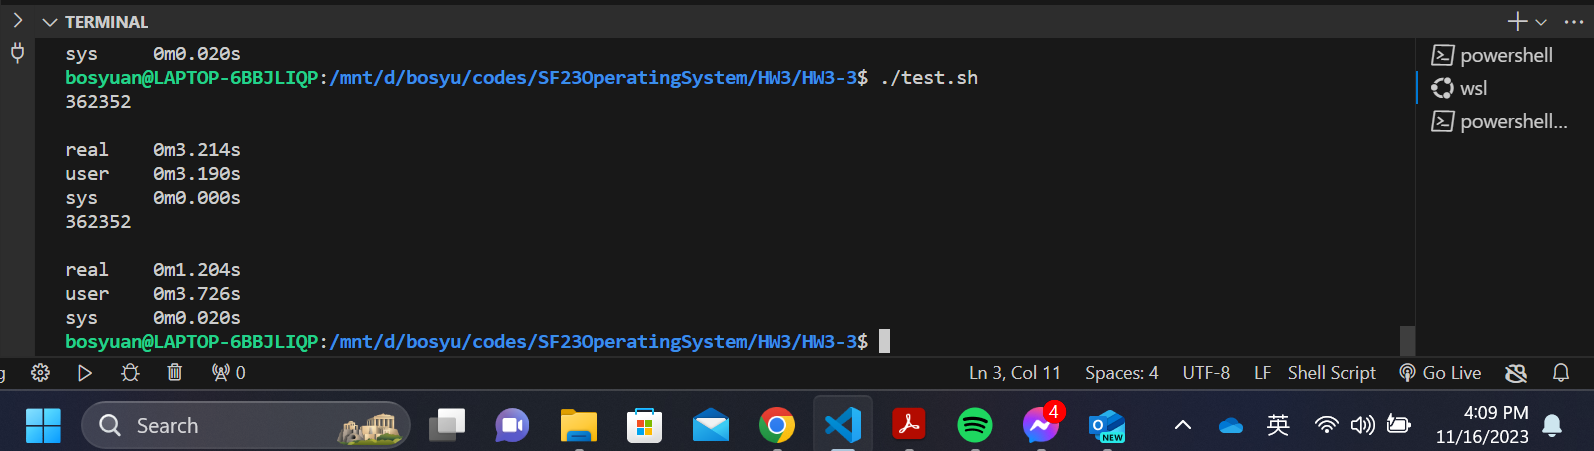 TERMINAL
sys     0m0.020s
bosyuan@LAPTOP-6BBJLIQP:/mnt/d/bosyu/codes/SF23OperatingSystem/HW3/HW3-3$ ./test.sh
362352
real    0m3.214s
user    0m3.190s
sys     0m0.000s
362352
real    0m1.204s
user    0m3.726s
sys     0m0.020s
bosyuan@LAPTOP-6BBJLIQP:/mnt/d/bosyu/codes/SF23OperatingSystem/HW3/HW3-3$
powershell
wsl
powershell...
g 0 Ln 3, Col 11 Spaces: 4 UTF-8 LF Shell Script Go Live
Search
4
NEW
英
4:09 PM
11/16/2023